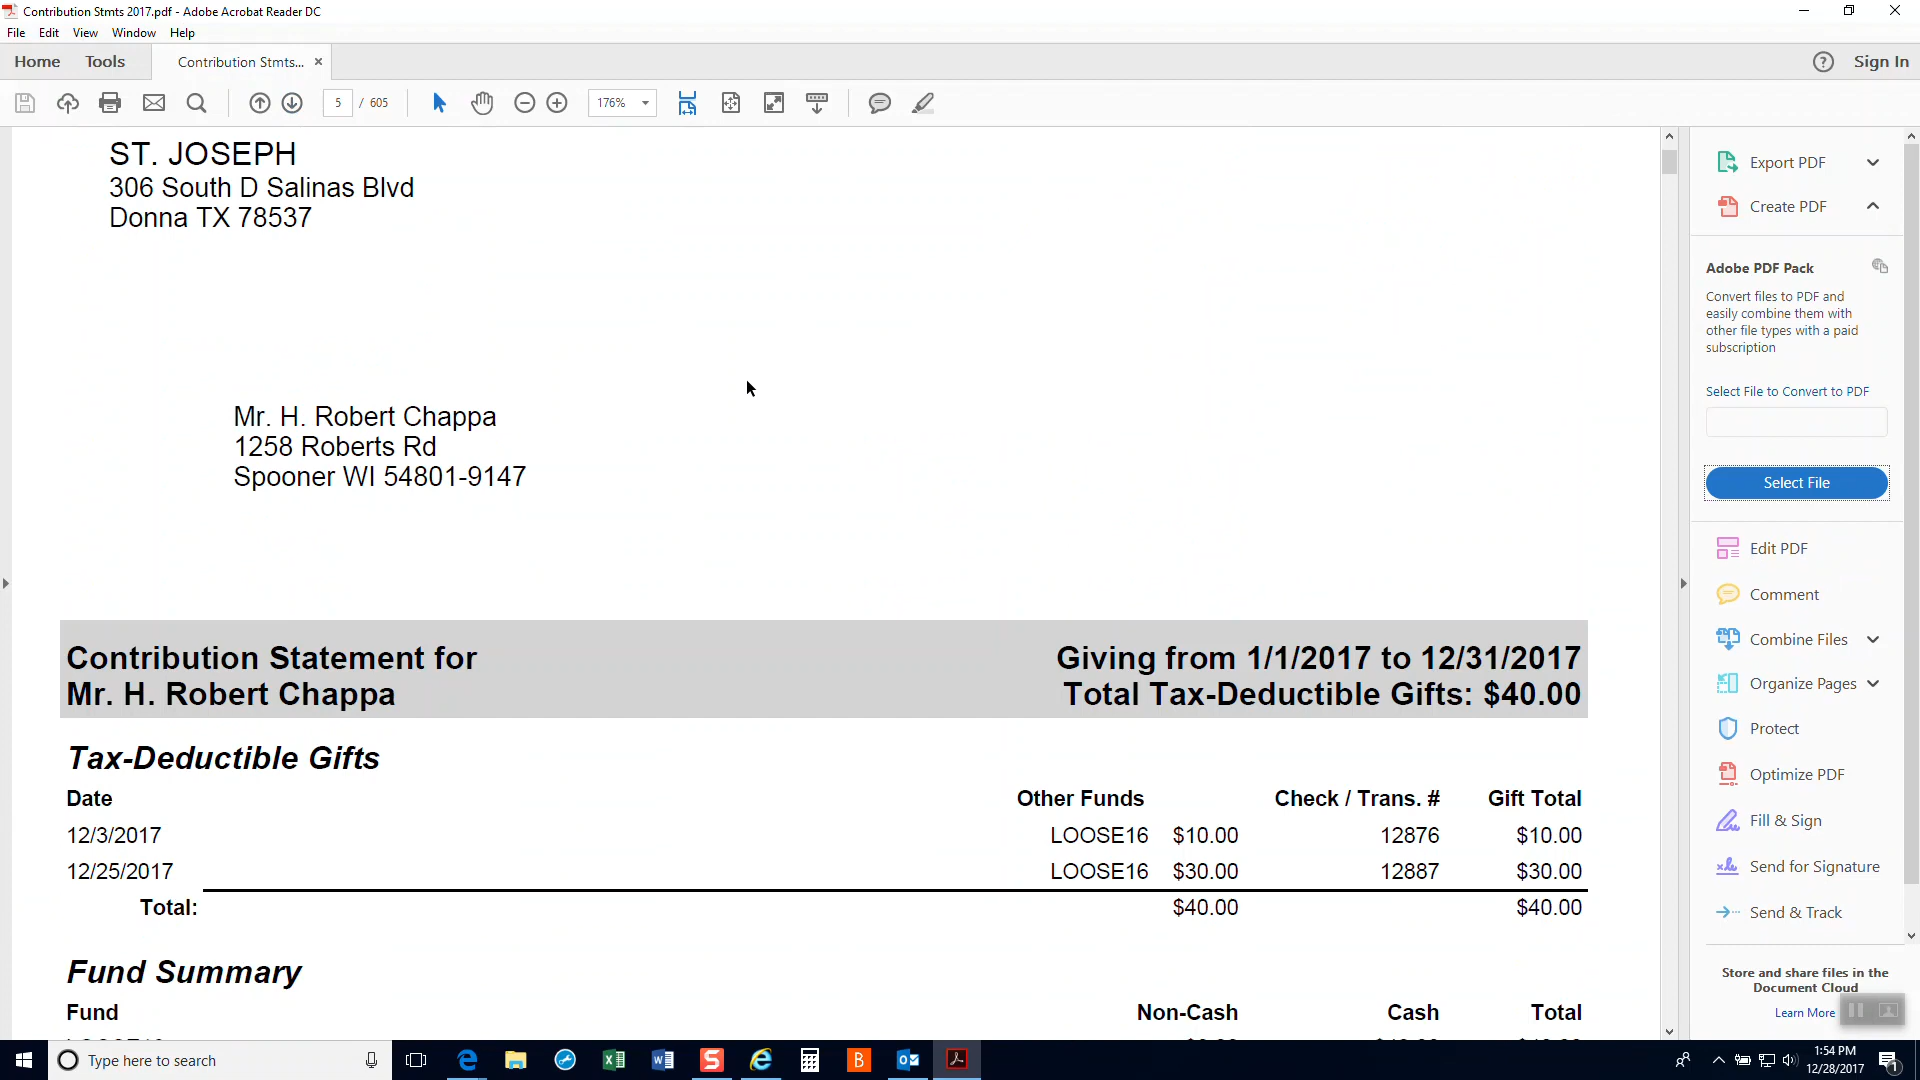 Contribution Stmts 2017.pdf - Adobe Acrobat Reader DC
File Edit View Window Help
Home Tools Contribution Stmts... × Sign In
5 / 605 176%
ST. JOSEPH
306 South D Salinas Blvd
Donna TX 78537
Mr. H. Robert Chappa
1258 Roberts Rd
Spooner WI 54801-9147
Contribution Statement for Giving from 1/1/2017 to 12/31/2017
Mr. H. Robert Chappa Total Tax-Deductible Gifts: $40.00
Tax-Deductible Gifts
Date Other Funds Check / Trans. # Gift Total
12/3/2017 LOOSE16 $10.00 12876 $10.00
12/25/2017 LOOSE16 $30.00 12887 $30.00
Total: $40.00 $40.00
Fund Summary
Fund Non-Cash Cash Total
Export PDF
Create PDF
Adobe PDF Pack
Convert files to PDF and
easily combine them with
other file types with a paid
subscription
Select File to Convert to PDF
Select File
Edit PDF
Comment
Combine Files
Organize Pages
Protect
Optimize PDF
Fill & Sign
Send for Signature
Send & Track
Store and share files in the
Document Cloud
Learn More
Type here to search
1:54 PM
12/28/2017